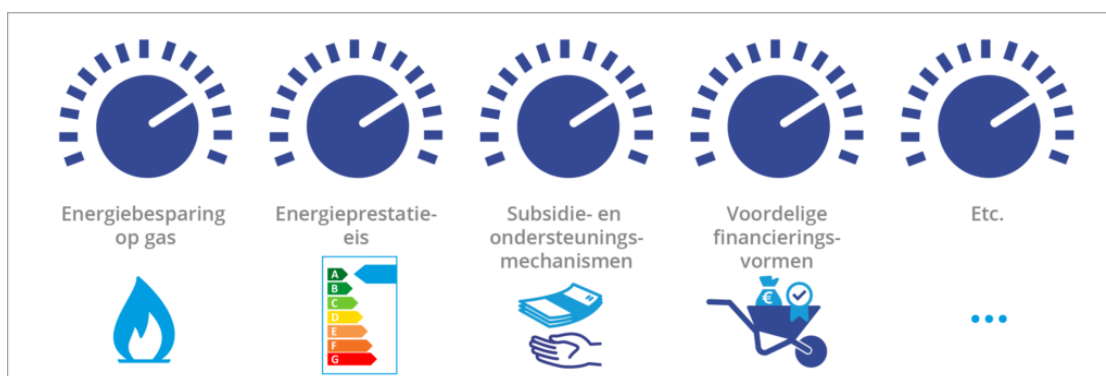 Energiebesparing
op gas
Energieprestatie-
eis
Subsidie- en
ondersteunings-
mechanismen
Voordelige
financierings-
vormen
Etc.
A
B
C
D
E
F
G
€
...